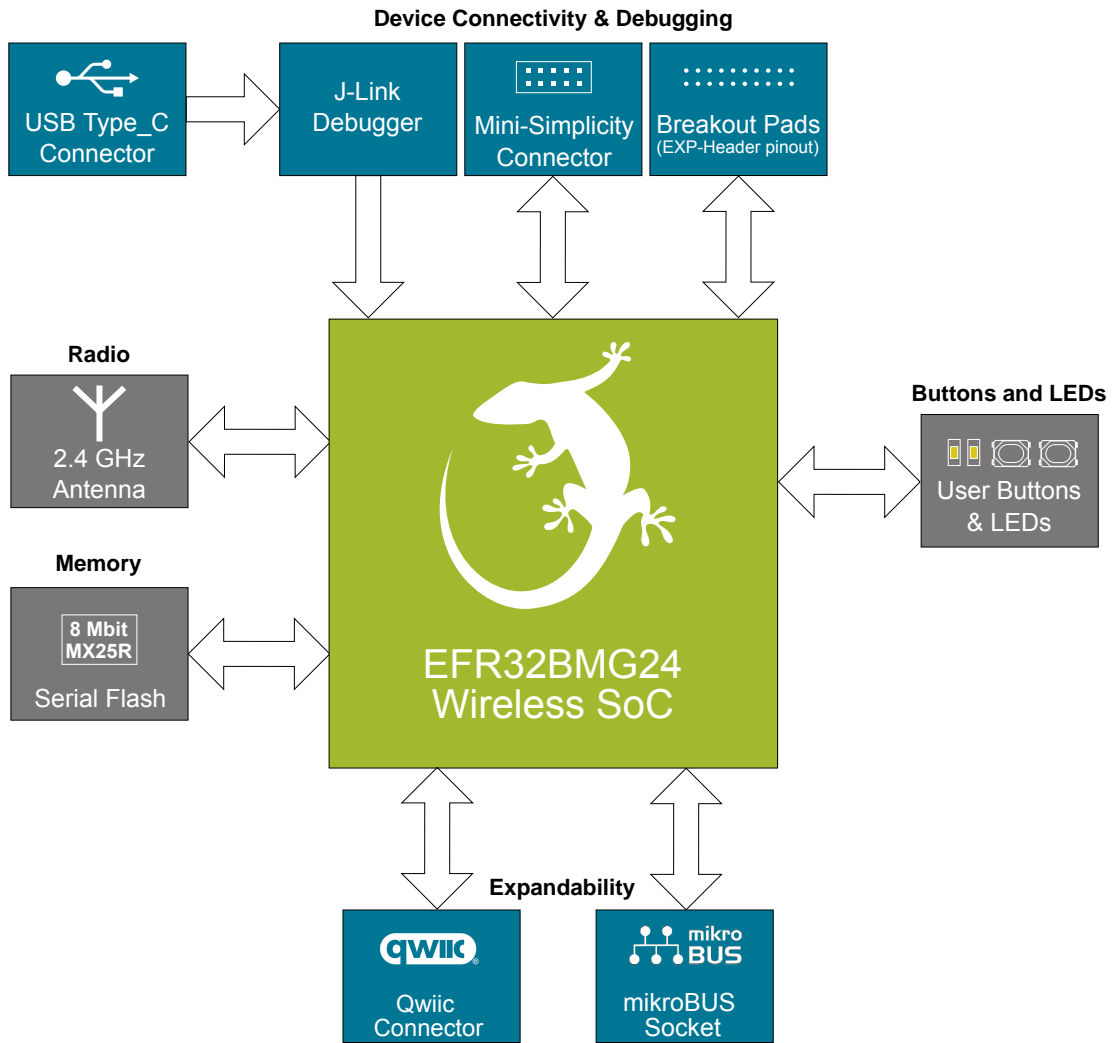 Device Connectivity & Debugging
USB Type_C
Connector
J-Link
Debugger
Mini-Simplicity
Connector
Breakout Pads
(EXP-Header pinout)
Radio
2.4 GHz
Antenna
Buttons and LEDs
User Buttons
& LEDs
Memory
8 Mbit
MX25R
Serial Flash
EFR32BMG24
Wireless SoC
Expandability
qwiic
Qwiic
Connector
mikro
BUS
mikroBUS
Socket